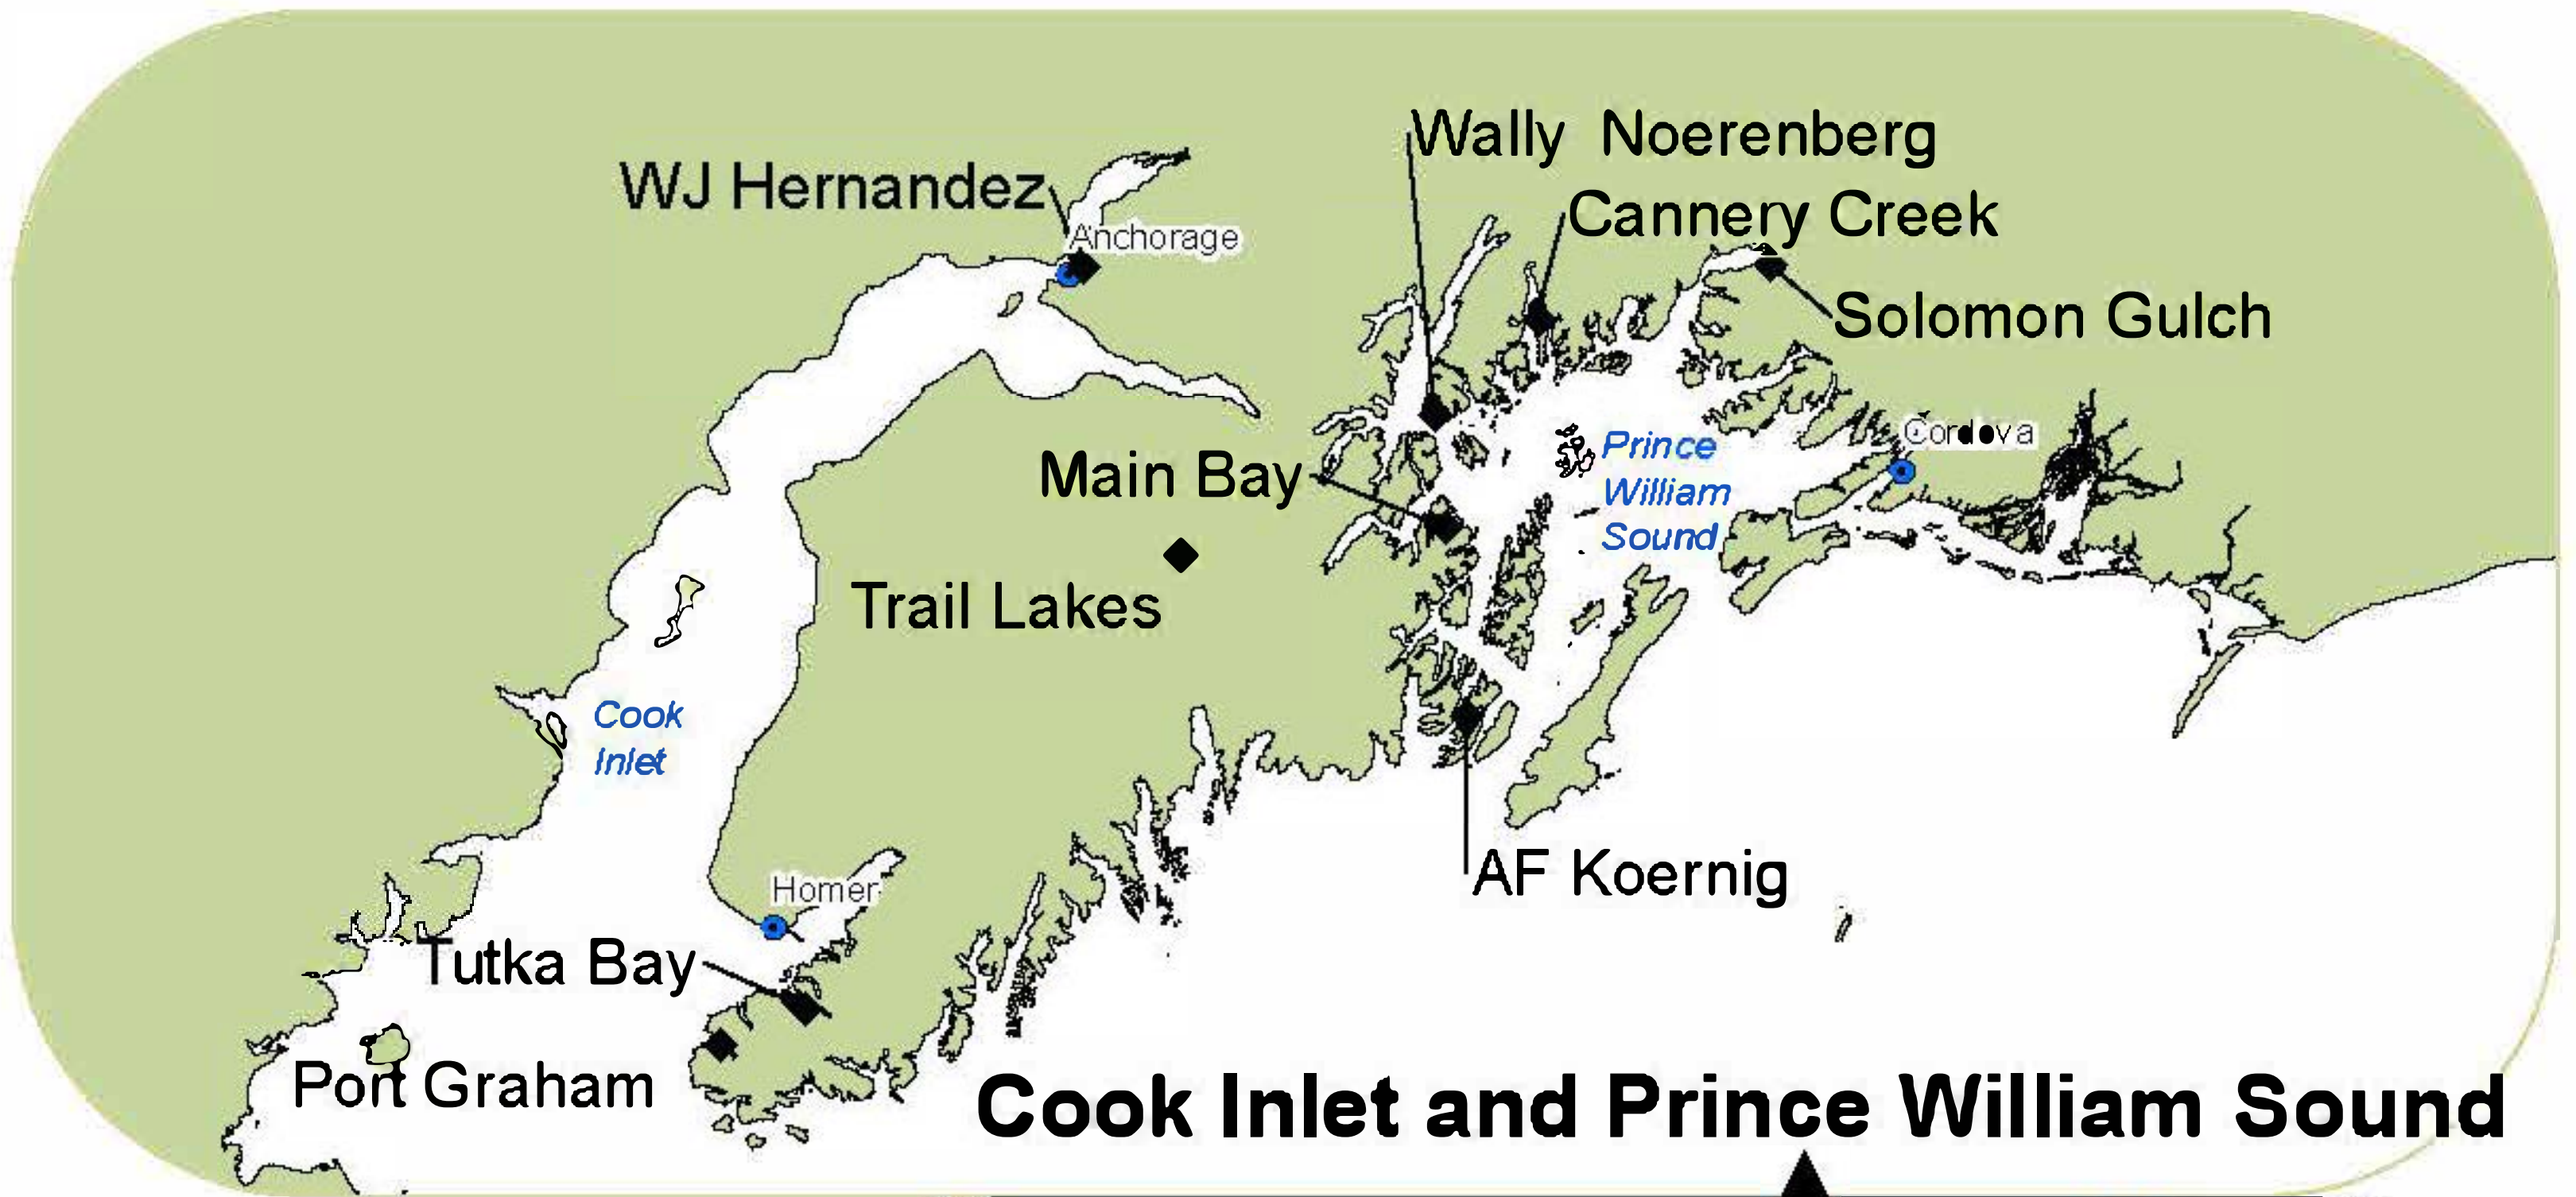 Wally Noerenberg
WJ Hernandez
Cannery Creek
Anchorage
Solomon Gulch
Cordova
Prince
William
Sound
Main Bay
Trail Lakes
Cook
Inlet
AF Koernig
Homer
Tutka Bay
Port Graham
Cook Inlet and Prince William Sound